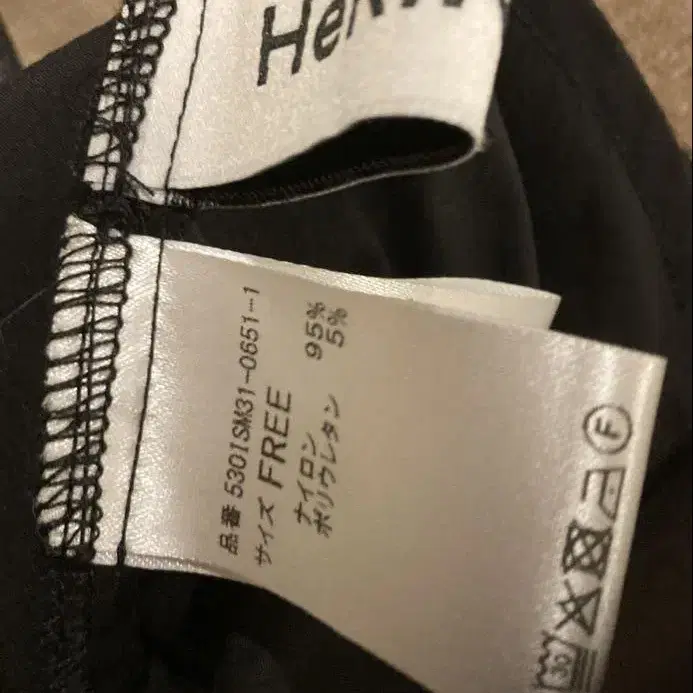 品番 5301SM31-0651-1
サイズ FREE
ナイロン 95%
ポリウレタン 5%
30
F